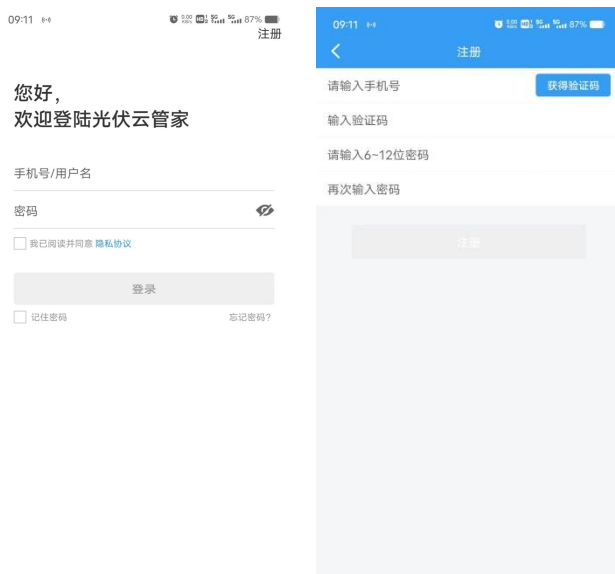 09:11
87%
注册
您好，
欢迎登陆光伏云管家
手机号/用户名
密码
我已阅读并同意 隐私协议
登录
记住密码 忘记密码?
09:11
87%
注册
请输入手机号 获得验证码
输入验证码
请输入6~12位密码
再次输入密码
注册